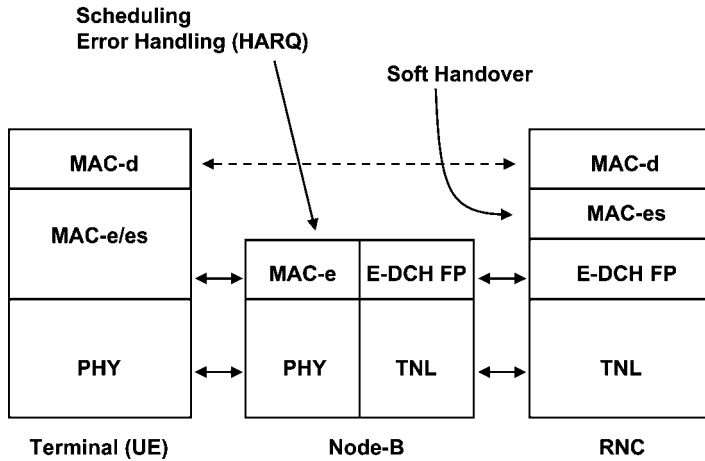 Scheduling
Error Handling (HARQ)
Soft Handover
MAC-d
MAC-d
MAC-e/es
MAC-es
MAC-e
E-DCH FP
E-DCH FP
PHY
PHY
TNL
TNL
Terminal (UE)
Node-B
RNC